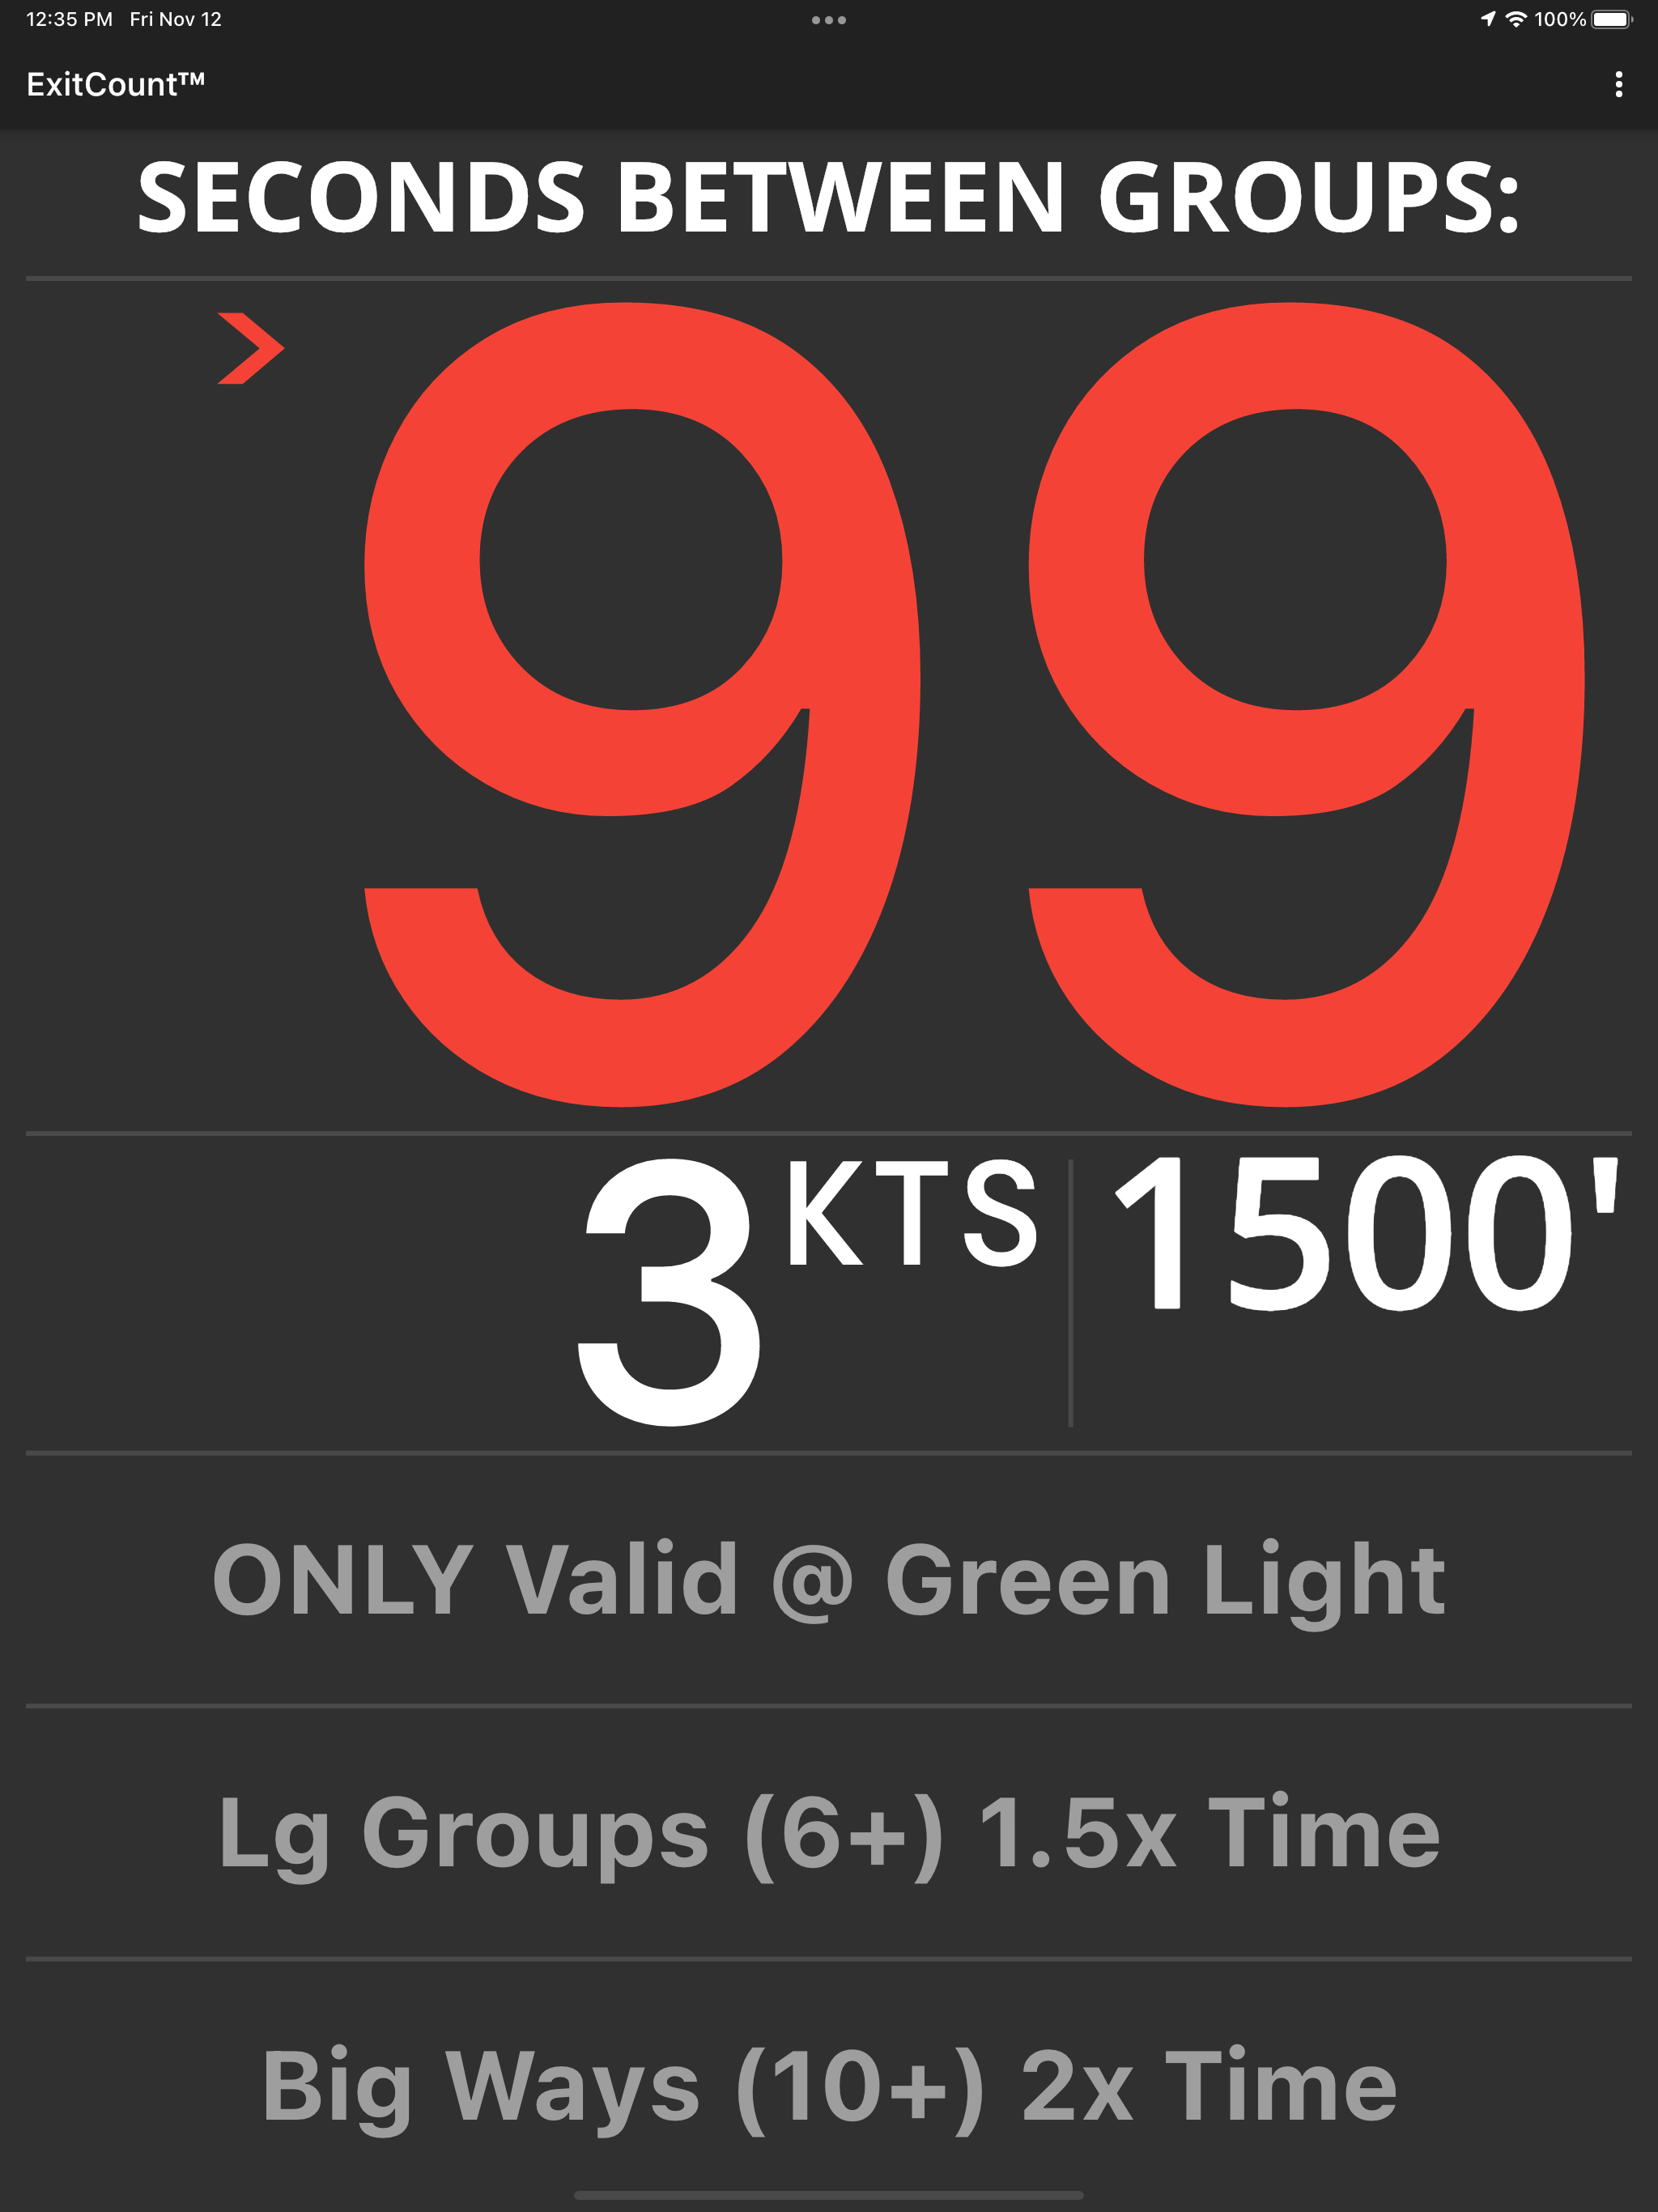 12:35 PM Fri Nov 12
100%
ExitCount™
SECONDS BETWEEN GROUPS:
>99
3 KTS 1500'
ONLY Valid @ Green Light
Lg Groups (6+) 1.5x Time
Big Ways (10+) 2x Time